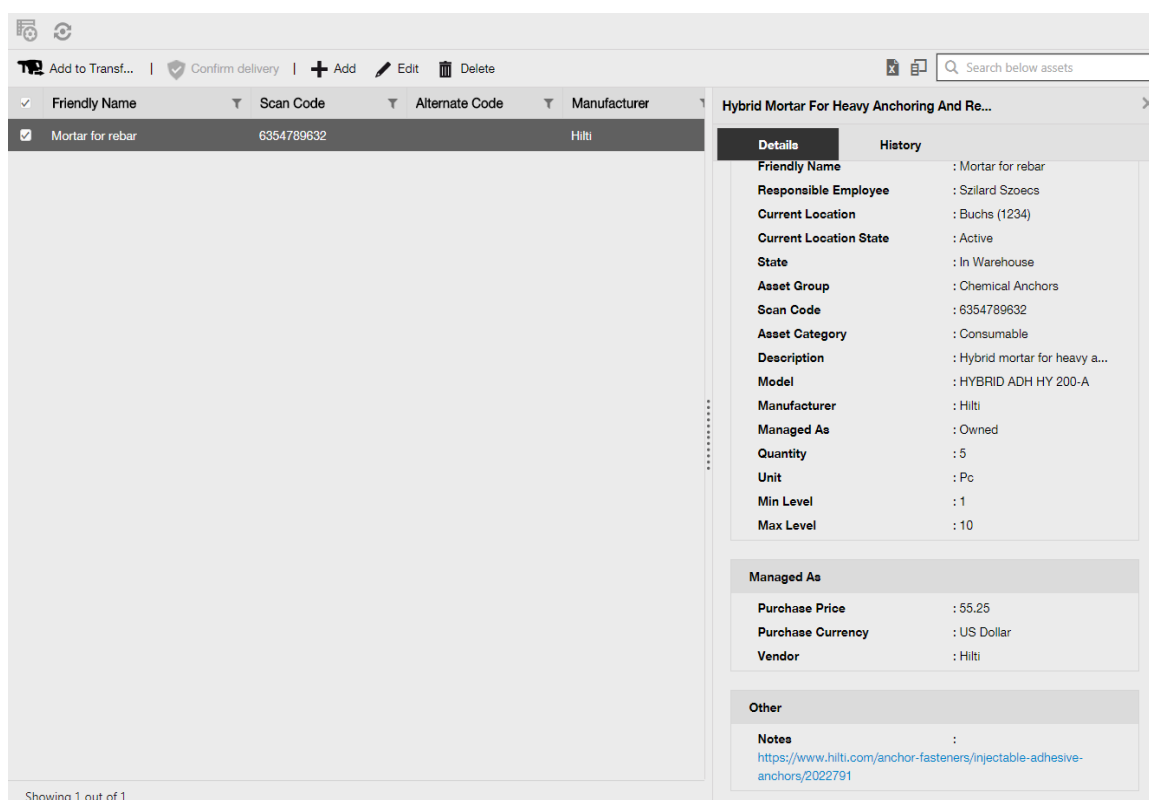 Add to Transf... | Confirm delivery | Add Edit Delete Search below assets
Friendly Name Scan Code Alternate Code Manufacturer
Mortar for rebar 6354789632 Hilti
Showing 1 out of 1
Hybrid Mortar For Heavy Anchoring And Re...
Details History
Friendly Name : Mortar for rebar
Responsible Employee : Szilard Szoecs
Current Location : Buchs (1234)
Current Location State : Active
State : In Warehouse
Asset Group : Chemical Anchors
Scan Code : 6354789632
Asset Category : Consumable
Description : Hybrid mortar for heavy a...
Model : HYBRID ADH HY 200-A
Manufacturer : Hilti
Managed As : Owned
Quantity : 5
Unit : Pc
Min Level : 1
Max Level : 10
Managed As
Purchase Price : 55.25
Purchase Currency : US Dollar
Vendor : Hilti
Other
Notes :
https://www.hilti.com/anchor-fasteners/injectable-adhesive-
anchors/2022791